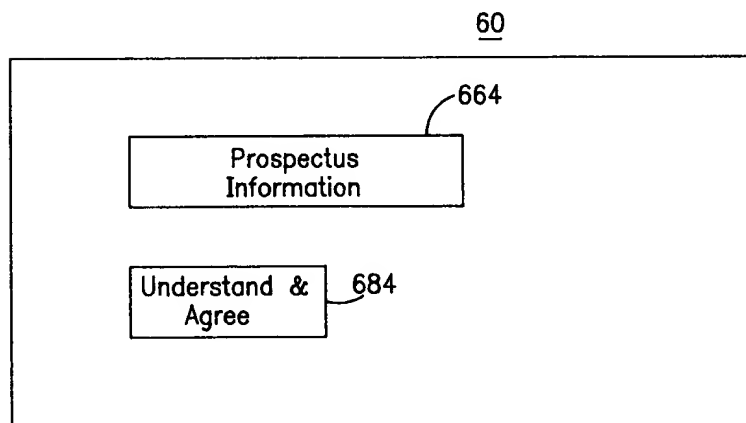 60
664
Prospectus
Information
Understand &
Agree
684